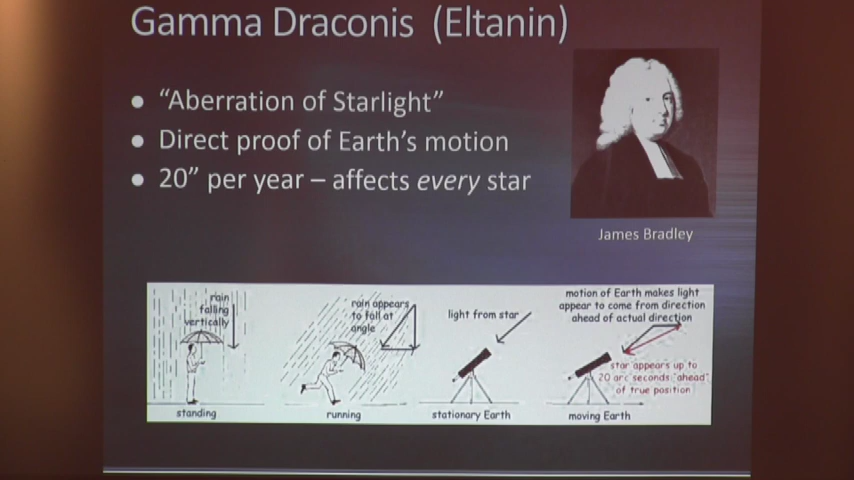 Gamma Draconis (Eltanin)
● “Aberration of Starlight”
● Direct proof of Earth’s motion
● 20” per year – affects every star
James Bradley
rain
falling
vertically
standing
rain appears
to fall at
angle
running
light from star
stationary Earth
motion of Earth makes light
appear to come from direction
ahead of actual direction
star appears up to
20 arc seconds "ahead"
of true position
moving Earth